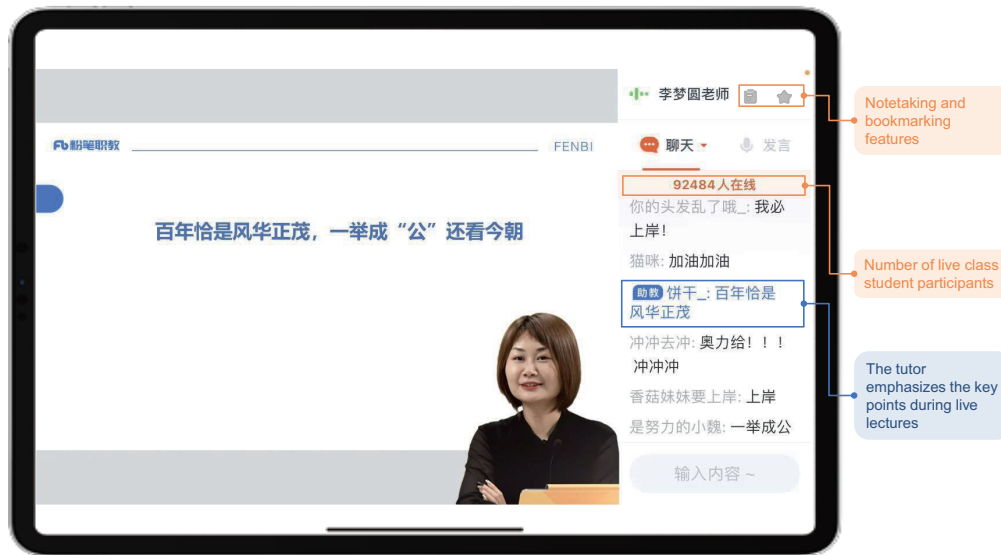 李梦圆老师
Fb 粉笔职教
FENBI
聊天
发言
92484人在线
你的头发乱了哦_: 我必
上岸！
百年恰是风华正茂，一举成“公”还看今朝
猫咪: 加油加油
助教 饼干_: 百年恰是
风华正茂
冲冲去冲: 奥力给！！！
冲冲冲
香菇妹妹要上岸: 上岸
是努力的小魏: 一举成公
输入内容 ~
Notetaking and
bookmarking
features
Number of live class
student participants
The tutor
emphasizes the key
points during live
lectures